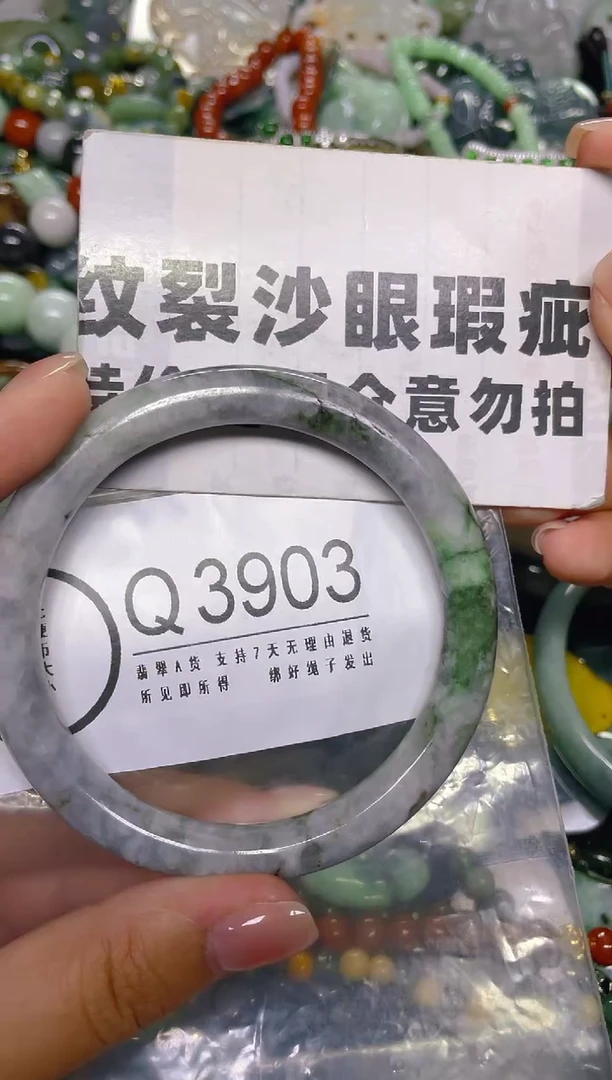 纹裂沙眼瑕疵
介意勿拍
Q3903
翡翠A货 支持7天无理由退货
所见即所得 绑好绳子发出